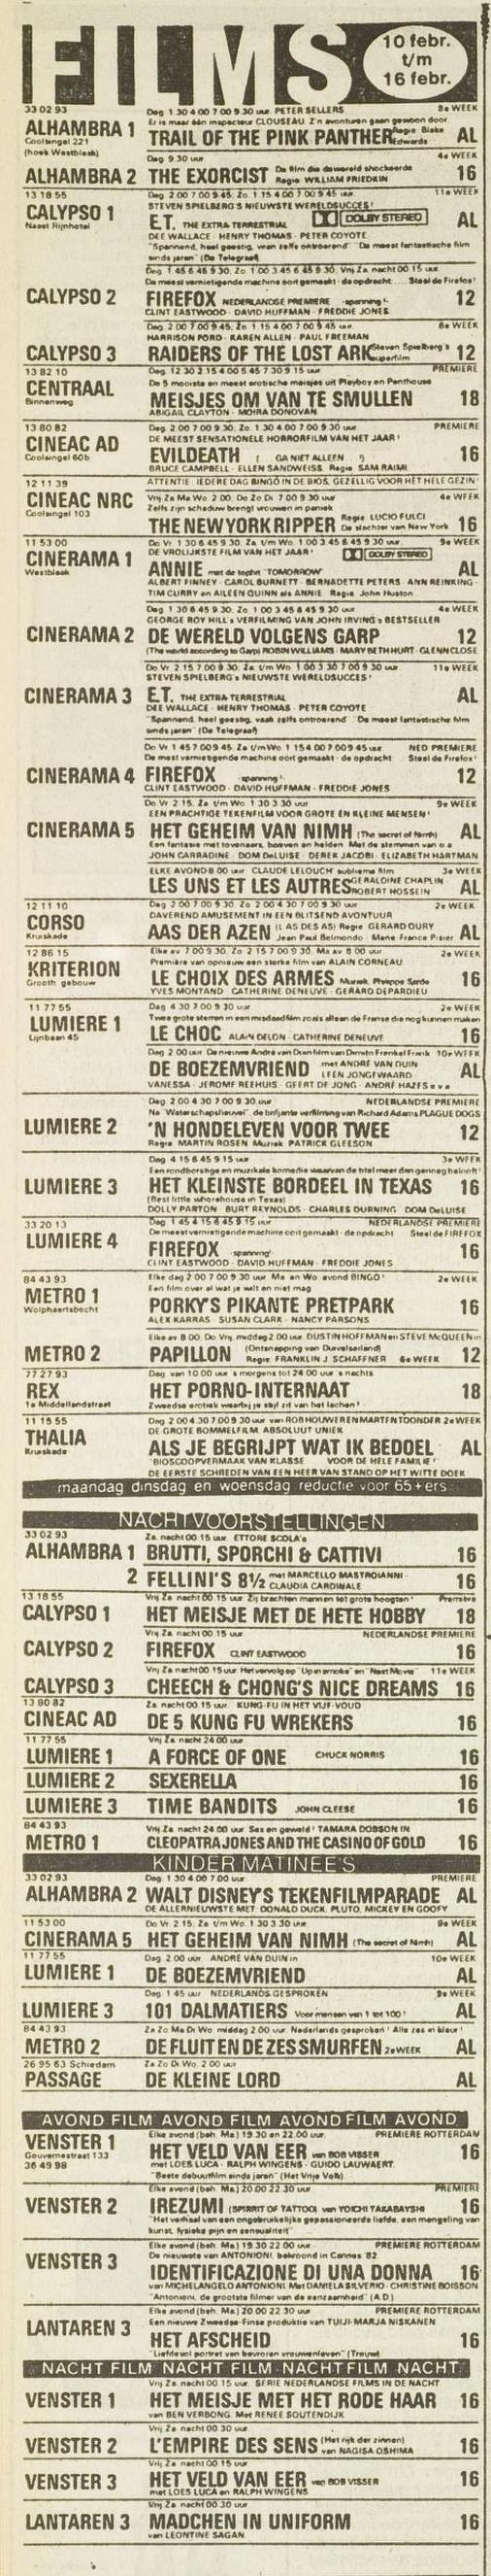 FILMS
10 febr.
t/m
16 febr.
33 02 93
Dag 1 30 4 00 7 00 9 30 uur. PETER SELLERS 8e WEEK
Er is maar één inspecteur CLOUSEAU. Z'n avonturen gaan gewoon door
ALHAMBRA 1 TRAIL OF THE PINK PANTHER Regie Blake Edwards AL
Coolsingel 221
(hoek Westblaak)
Dag 9.30 uur 4e WEEK
ALHAMBRA 2 THE EXORCIST De film die de wereld shockeerde Regie WILLIAM FRIEDKIN 16
13 18 55
Dag 2 00 7 00 9 45. Zo. 1 15 4 00 7 00 9 45 uur. 11e WEEK
STEVEN SPIELBERG'S NIEUWSTE WERELDSUCCES!
CALYPSO 1 E.T. THE EXTRA TERRESTRIAL DOLBY STEREO AL
Naast Rijnhotel
DEE WALLACE - HENRY THOMAS - PETER COYOTE
"Spannend, heel geestig, vaak zelfs ontroerend" "De meest fantastische film
sinds jaren" (De Telegraaf)
Dag 1 45 6 45 9 30. Zo. 1.00 3 45 6 45 9 30. Vrij Za nacht 00 15 uur
De meest vernietigende machine ooit gemaakt - de opdracht ... Steel de Firefox!
CALYPSO 2 FIREFOX NEDERLANDSE PREMIERE -spanning!- 12
CLINT EASTWOOD - DAVID HUFFMAN - FREDDIE JONES
Dag 2 00 7 00 9 45. Zo 1 15 4 00 7 00 9 45 uur 8e WEEK
HARRISON FORD - KAREN ALLEN - PAUL FREEMAN
CALYPSO 3 RAIDERS OF THE LOST ARK Steven Spielberg's superfilm 12
13 82 10
Dag. 12 30 2 15 4 00 5 45 7 30 9 15 uur PREMIERE
De 5 mooiste en meest erotische meisjes uit Playboy en Penthouse
CENTRAAL MEISJES OM VAN TE SMULLEN 18
Binnenweg
ABIGAIL CLAYTON - MOIRA DONOVAN
13 80 82
Dag. 2 00 7 00 9 30. Zo. 1 30 4 00 7 00 9 30 uur PREMIERE
DE MEEST SENSATIONELE HORRORFILM VAN HET JAAR!
CINEAC AD EVILDEATH ( GA NIET ALLEEN !) 16
Coolsingel 60b
BRUCE CAMPBELL - ELLEN SANDWEISS. Regie SAM RAIMI
ATTENTIE: IEDERE DAG BINGO IN DE BIOS, GEZELLIG VOOR HET HELE GEZIN!
12 11 39
Vrij Za Ma Wo 2.00. Do Zo Di 7 00 9 30 uur 4e WEEK
Zelfs zijn schaduw brengt vrouwen in paniek
CINEAC NRC THE NEW YORK RIPPER Regie LUCIO FULCI De slachter van New York 16
Coolsingel 103
11 53 00
Do Vr 1 30 6 45 9 30 uur. Za t/m Wo 1 00 3 45 6 45 9 30 uur. 9e WEEK
DE VROLIJKSTE FILM VAN HET JAAR! DOLBY STEREO
CINERAMA 1 ANNIE met de tophit "TOMORROW" AL
Westblaak
ALBERT FINNEY - CAROL BURNETT - BERNADETTE PETERS - ANN REINKING -
TIM CURRY en AILEEN QUINN als ANNIE. Regie John Huston.
Dag 1 30 6 45 9 30. Zo 1 00 3 45 6 45 9 30 uur 4e WEEK
GEORGE ROY HILL's VERFILMING VAN JOHN IRVING's BESTSELLER
CINERAMA 2 DE WERELD VOLGENS GARP 12
(The world according to Garp) ROBIN WILLIAMS - MARY BETH HURT - GLENN CLOSE
Do Vr 2 15 7 00 9 30. Za t/m Wo 1 00 3 30 7 00 9 30 uur 11e WEEK
STEVEN SPIELBERG's NIEUWSTE WERELDSUCCES!
CINERAMA 3 E.T. THE EXTRA TERRESTRIAL AL
DEE WALLACE - HENRY THOMAS - PETER COYOTE
"Spannend, heel geestig, vaak zelfs ontroerend" "De meest fantastische film
sinds jaren" (De Telegraaf)
Do Vr 1 45 7 00 9 45. Za t/m Wo 1 15 4 00 7 00 9 45 uur NED PREMIERE
De meest vernietigende machine ooit gemaakt - de opdracht Steel de Firefox!
CINERAMA 4 FIREFOX -spanning!- 12
CLINT EASTWOOD - DAVID HUFFMAN - FREDDIE JONES
Do Vr 2 15. Za t/m Wo 1 30 3 30 uur 9e WEEK
EEN PRACHTIGE TEKENFILM VOOR GROTE EN KLEINE MENSEN!
CINERAMA 5 HET GEHEIM VAN NIMH (The secret of Nimh) AL
Een fantasie met tovenaars, boeven en helden. Met de stemmen van o.a.
JOHN CARRADINE - DOM DeLUISE - DEREK JACOBI - ELIZABETH HARTMAN
ELKE AVOND 8 00 uur CLAUDE LELOUCH' sublieme film 3e WEEK
LES UNS ET LES AUTRES GERALDINE CHAPLIN ROBERT HOSSEIN AL
12 11 10
Dag 2 00 7 00 9 30. Zo 2 00 4 30 7 00 9 30 uur 2e WEEK
DAVEREND AMUSEMENT IN EEN BLITSEND AVONTUUR
CORSO AAS DER AZEN (L AS DES AS) Regie GERARD OURY Jean Paul Belmondo Marie France Pisier AL
Kruiskade
12 86 15
Elke av 7 00 9 30. Zo 2 15 7 00 9 30. Ma av 8 00 uur 2e WEEK
Première van opnieuw een sterke film van ALAIN CORNEAU
KRITERION LE CHOIX DES ARMES Muziek Philippe Sarde 16
Grooth gebouw
YVES MONTAND CATHERINE DENEUVE - GERARD DEPARDIEU
11 77 55
Dag 4 30 7 00 9 30 uur 2e WEEK
Twee grote sterren in een misdaadfilm zoals alleen de Franse die nog kunnen maken
LUMIERE 1 LE CHOC ALAIN DELON - CATHERINE DENEUVE 16
Lijnbaan 45
Dag 2.00 uur De nieuwe André van Duin film van Dimitri Frenkel Frank 10e WEEK
DE BOEZEMVRIEND met ANDRÉ VAN DUIN LEEN JONGEWAARD AL
VANESSA - JEROME REEHUIS - GEERT DE JONG - ANDRÉ HAZES e v a
Dag 2 00 4 30 7 00 9 30 uur NEDERLANDSE PREMIERE
Na "Waterschapsheuvel" de briljante verfilming van Richard Adams PLAGUE DOGS
LUMIERE 2 'N HONDELEVEN VOOR TWEE 12
Regie MARTIN ROSEN Muziek PATRICK GLEESON
Dag 4 15 6 45 9 15 uur 3e WEEK
Een rondborstige en muzikale komedie waarvan de titel meer dan genoeg belooft!
LUMIERE 3 HET KLEINSTE BORDEEL IN TEXAS 16
(Best little whorehouse in Texas)
DOLLY PARTON - BURT REYNOLDS - CHARLES DURNING DOM DeLUISE
33 20 13
Dag 1 45 4 15 6 45 9 15 uur NEDERLANDSE PREMIERE
De meest vernietigende machine ooit gemaakt - de opdracht Steel de FIREFOX
LUMIERE 4 FIREFOX -spanning! 16
CLINT EASTWOOD - DAVID HUFFMAN - FREDDIE JONES
84 43 93
Elke dag 2 00 7 00 9 30 uur. Ma en Wo avond BINGO! 2e WEEK
Een film over al wat je wilt en niet mag
METRO 1 PORKY'S PIKANTE PRETPARK 16
Wolphaertsbocht
ALEX KARRAS - SUSAN CLARK - NANCY PARSONS
Elke av 8 00. Do Vrij. middag 2 00 uur DUSTIN HOFFMAN en STEVE McQUEEN in
METRO 2 PAPILLON (Ontsnapping van Duivelseiland) Regie FRANKLIN J SCHAFFNER 6e WEEK 12
77 27 93
Dag van 10 00 uur 's morgens tot 24 00 uur 's nachts
REX HET PORNO-INTERNAAT 18
1e Middellandstraat
Zweedse erotiek waarbij je stijf zit van het lachen!
11 15 55
Dag 2 00 4 30 7 00 9 30 uur van ROB HOUWER EN MARTEN TOONDER 2e WEEK
DE GROTE BOMMELFILM. ABSOLUUT UNIEK
THALIA ALS JE BEGRIJPT WAT IK BEDOEL AL
Kruiskade
'BIOSCOOPVERMAAK VAN KLASSE VOOR DE HELE FAMILIE'
DE EERSTE SCHREDEN VAN EEN HEER VAN STAND OP HET WITTE DOEK
maandag dinsdag en woensdag reductie voor 65+ers
NACHTVOORSTELLINGEN
33 02 93
Za. nacht 00.15 uur. ETTORE SCOLA's
ALHAMBRA 1 BRUTTI, SPORCHI & CATTIVI 16
2 FELLINI'S 8½ met MARCELLO MASTROIANNI - CLAUDIA CARDINALE 16
13 18 55
Vrij Za nacht 00.15 uur. Zij brachten mannen tot grote hoogten! Première
CALYPSO 1 HET MEISJE MET DE HETE HOBBY 18
Vrij Za nacht 00.15 uur NEDERLANDSE PREMIERE
CALYPSO 2 FIREFOX CLINT EASTWOOD 16
Vrij Za nacht 00 15 uur Het vervolg op "Up in smoke" en "Next Movie" 11e WEEK
CALYPSO 3 CHEECH & CHONG'S NICE DREAMS 16
13 80 82
Za nacht 00.15 uur. KUNG-FU IN HET VIJF-VOUD
CINEAC AD DE 5 KUNG FU WREKERS 16
11 77 55
Vrij Za nacht 24.00 uur
LUMIERE 1 A FORCE OF ONE CHUCK NORRIS 16
LUMIERE 2 SEXERELLA 16
LUMIERE 3 TIME BANDITS JOHN CLEESE 16
84 43 93
Vrij. Za nacht 24 00 uur Sex en geweld! TAMARA DOBSON IN
METRO 1 CLEOPATRA JONES AND THE CASINO OF GOLD 16
KINDER MATINEE'S
33 02 93
Dag. 1 30 4 00 7.00 uur PREMIERE
ALHAMBRA 2 WALT DISNEY'S TEKENFILMPARADE AL
DE ALLERNIEUWSTE MET DONALD DUCK, PLUTO, MICKEY EN GOOFY
11 53 00
Do Vr. 2 15. Za t/m Wo. 1 30 3 30 uur 9e WEEK
CINERAMA 5 HET GEHEIM VAN NIMH (The secret of Nimh) AL
11 77 55
Dag. 2 00 uur. ANDRÉ VAN DUIN in 10e WEEK
LUMIERE 1 DE BOEZEMVRIEND AL
Dag. 1 45 uur NEDERLANDS GESPROKEN 9e WEEK
LUMIERE 3 101 DALMATIERS Voor mensen van 1 tot 100! AL
84 43 93
Za Zo Ma Di Wo middag 2.00 uur. Nederlands gesproken! Alle zes in kleur!
METRO 2 DE FLUIT EN DE ZES SMURFEN 2e WEEK AL
26 95 63 Schiedam
Za Zo Di Wo. 2 00 uur
PASSAGE DE KLEINE LORD AL
AVOND FILM AVOND FILM AVOND FILM AVOND
Elke avond (beh. Ma) 19 30 en 22.00 uur PREMIERE ROTTERDAM
VENSTER 1 HET VELD VAN EER van BOB VISSER 16
Gouvernestraat 133
36 49 98
met LOES LUCA - RALPH WINGENS - GUIDO LAUWAERT.
"Beste debuutfilm sinds jaren" (Het Vrije Volk).
Elke avond (beh. Ma) 20.00 22 30 uur PREMIERE
VENSTER 2 IREZUMI (SPIRRIT OF TATTOO) van YOICHI TAKABAYSHI 16
"Het verhaal van een ongebruikelijke gepassioneerde liefde, een mengeling van
kunst, fysieke pijn en sensualiteit"
Elke avond (beh. Ma) 19.30 22.00 uur PREMIERE ROTTERDAM
De nieuwste van ANTONIONI, bekroond in Cannes '82
VENSTER 3 IDENTIFICAZIONE DI UNA DONNA 16
van MICHELANGELO ANTONIONI. Met DANIELA SILVERIO - CHRISTINE BOISSON
"Antonioni, de grootste filmer van de eenzaamheid" (A.D.)
Elke avond (beh. Ma) 20.00 22 30 uur PREMIERE ROTTERDAM
Een nieuwe Zweedse-Finse produktie van TUIJA-MARJA NISKANEN
LANTAREN 3 HET AFSCHEID 16
"Liefdevol portret van bevroren vrouwenleven" (Trouw)
NACHT FILM NACHT FILM NACHT FILM NACHT
Vrij Za nacht 00.15 uur. SERIE NEDERLANDSE FILMS IN DE NACHT
VENSTER 1 HET MEISJE MET HET RODE HAAR 16
van BEN VERBONG. Met RENEE SOUTENDIJK
Vrij Za nacht 00 30 uur
VENSTER 2 L'EMPIRE DES SENS (Het rijk der zinnen) van NAGISA OSHIMA 16
Vrij Za nacht 00 15 uur
VENSTER 3 HET VELD VAN EER van BOB VISSER 16
met LOES LUCA en RALPH WINGENS
Vrij Za nacht 00.30 uur
LANTAREN 3 MADCHEN IN UNIFORM 16
van LEONTINE SAGAN